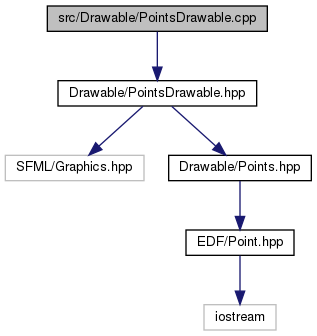 src/Drawable/PointsDrawable.cpp
Drawable/PointsDrawable.hpp
SFML/Graphics.hpp
Drawable/Points.hpp
EDF/Point.hpp
iostream